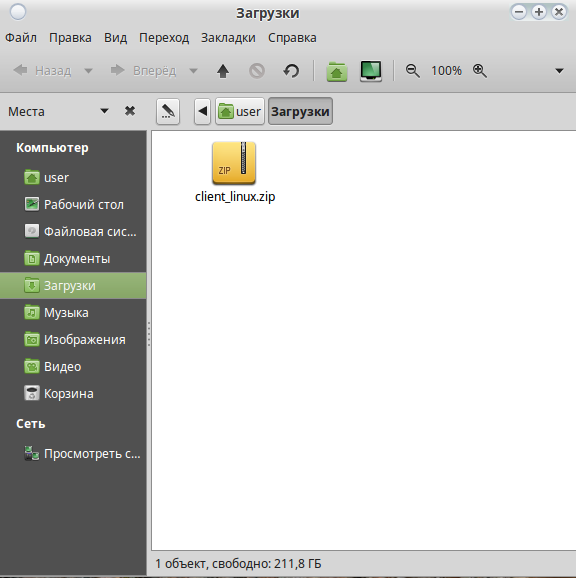 Загрузки
Файл Правка Вид Переход Закладки Справка
Назад Вперёд 100%
Места user Загрузки
Компьютер
user
Рабочий стол
Файловая сис...
Документы
Загрузки
Музыка
Изображения
Видео
Корзина
Сеть
Просмотреть с...
ZIP
client_linux.zip
1 объект, свободно: 211,8 ГБ